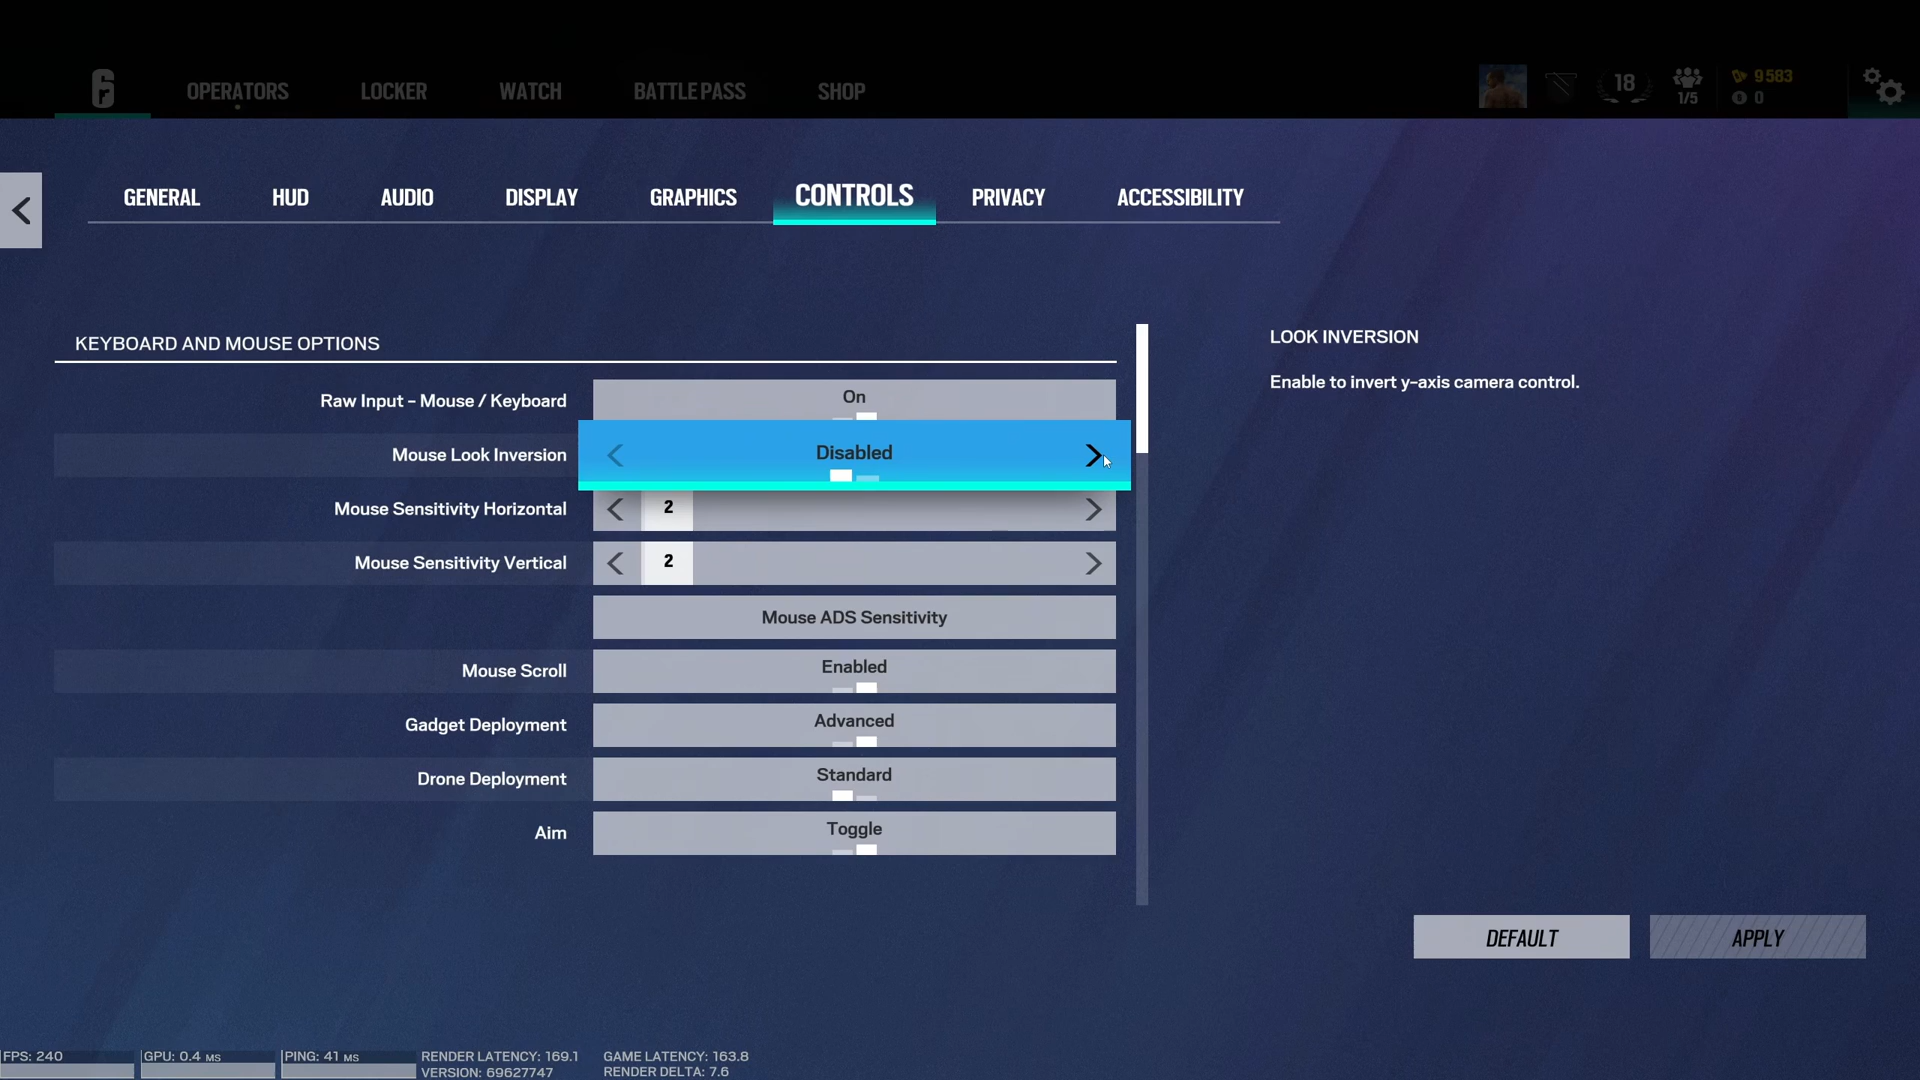 OPERATORS
LOCKER
WATCH
BATTLE PASS
SHOP
18
1/5
9 583
0
GENERAL
HUD
AUDIO
DISPLAY
GRAPHICS
CONTROLS
PRIVACY
ACCESSIBILITY
KEYBOARD AND MOUSE OPTIONS
Raw Input - Mouse / Keyboard
On
Mouse Look Inversion
Disabled
Mouse Sensitivity Horizontal
2
Mouse Sensitivity Vertical
2
Mouse ADS Sensitivity
Mouse Scroll
Enabled
Gadget Deployment
Advanced
Drone Deployment
Standard
Aim
Toggle
LOOK INVERSION
Enable to invert y-axis camera control.
DEFAULT
APPLY
FPS: 240
GPU: 0.4 MS
PING: 41 MS
RENDER LATENCY: 169.1
VERSION: 69627747
GAME LATENCY: 163.8
RENDER DELTA: 7.6